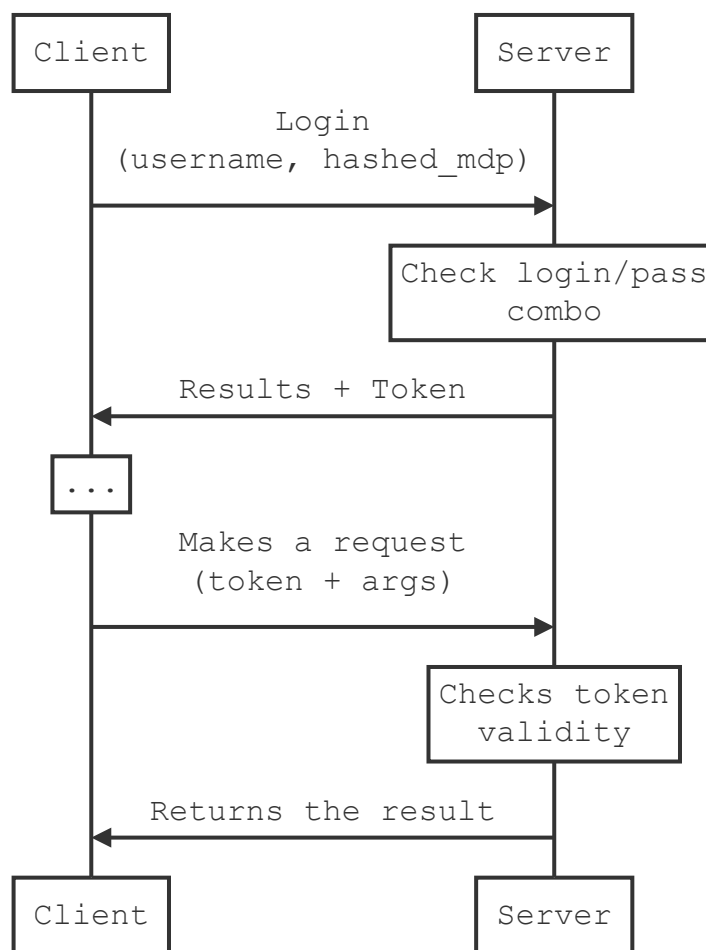 Client
Server
Login
(username, hashed_mdp)
Check login/pass
combo
Results + Token
...
Makes a request
(token + args)
Checks token
validity
Returns the result
Client
Server